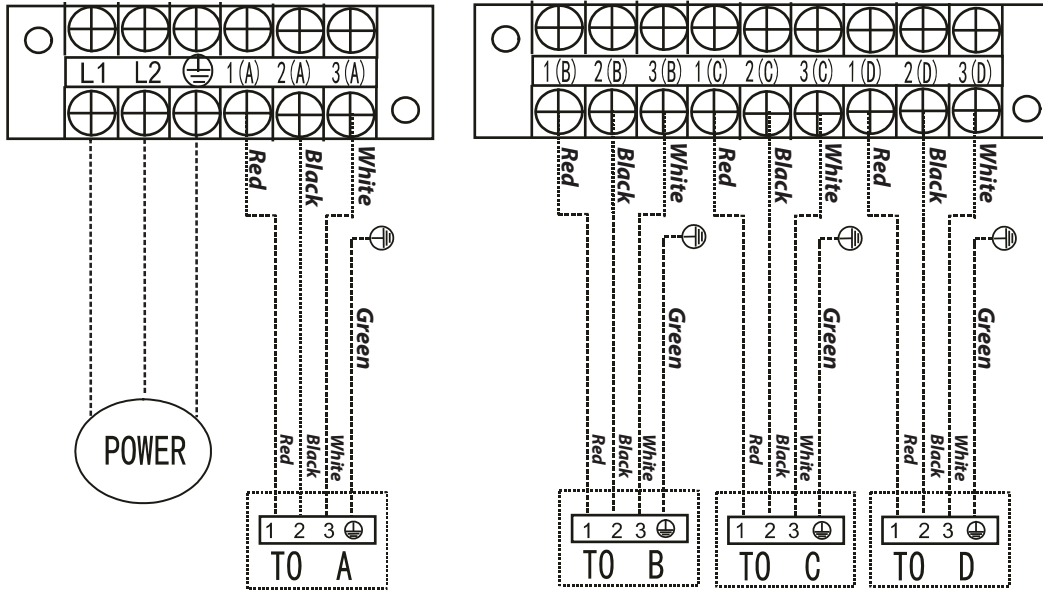 L1 L2 1(A) 2(A) 3(A)
1(B) 2(B) 3(B) 1(C) 2(C) 3(C) 1(D) 2(D) 3(D)
Red Black White
Red Black White Red Black White Red Black White
Green
Green Green Green
POWER
Red Black White
Red Black White Red Black White Red Black White
1 2 3
TO A
1 2 3
TO B
1 2 3
TO C
1 2 3
TO D